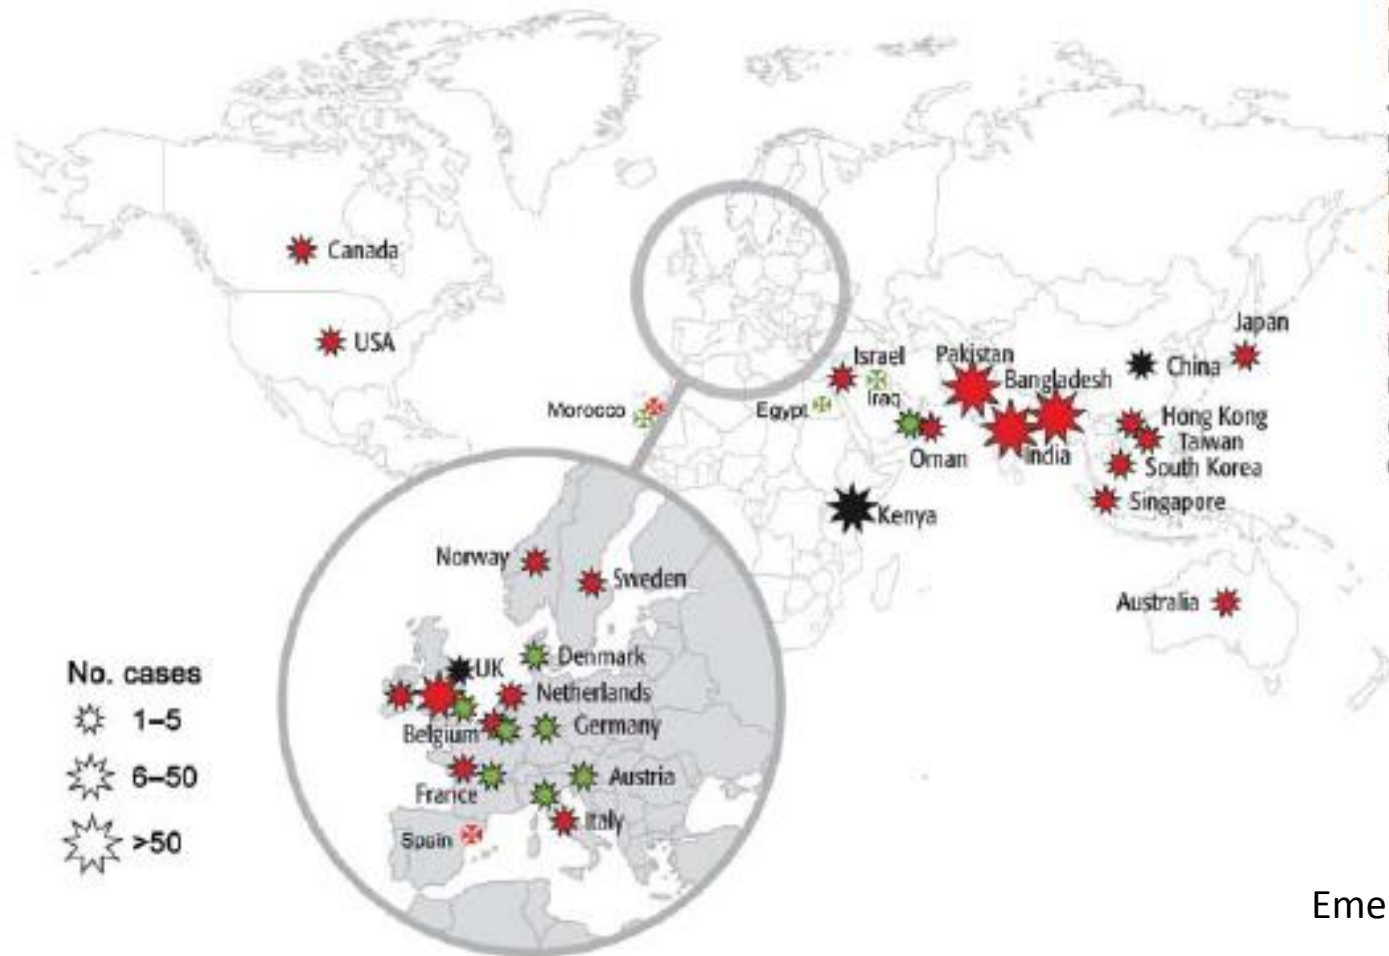 Canada
USA
Japan
Israel
Pakistan
China
Bangladesh
Iraq
Morocco
Egypt
Hong Kong
Taiwan
Oman
India
South Korea
Singapore
Kenya
Norway
Sweden
Australia
UK
Denmark
No. cases
Netherlands
1–5
Belgium
Germany
6–50
Austria
France
>50
Italy
Spain
Eme